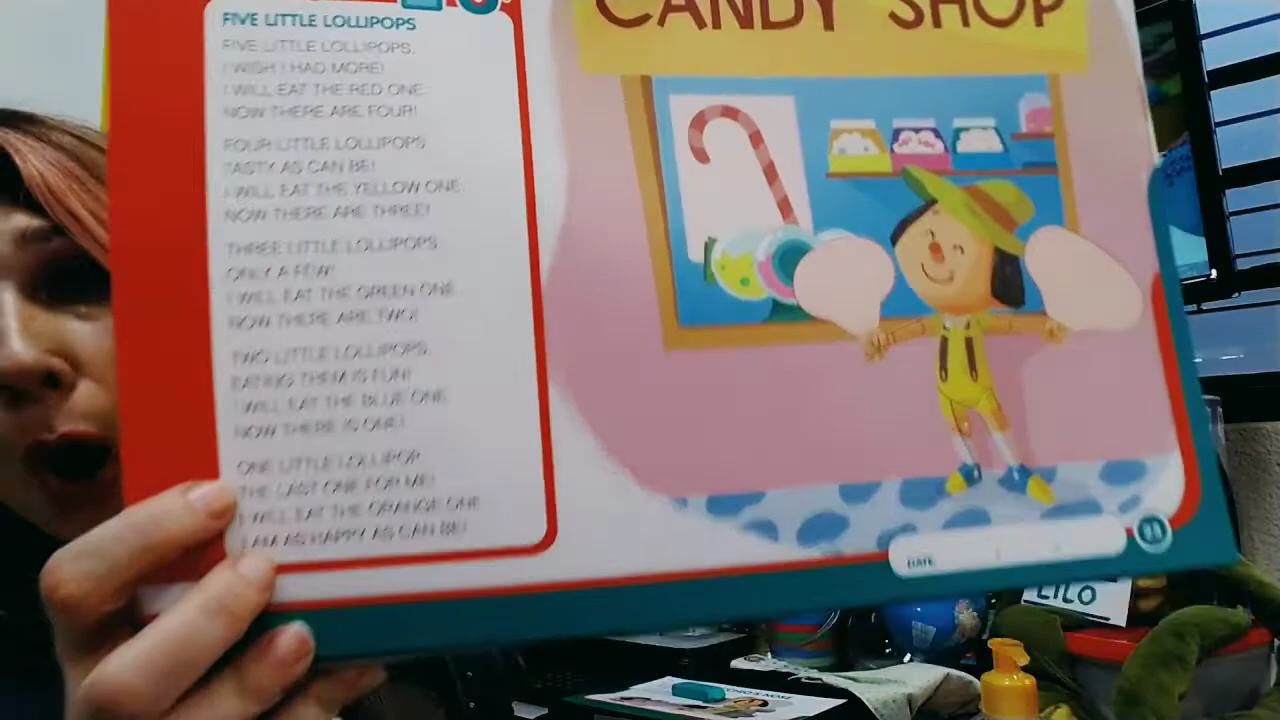 CANDY SHOP
FIVE LITTLE LOLLIPOPS
FIVE LITTLE LOLLIPOPS,
I WISH I HAD MORE!
I WILL EAT THE RED ONE.
NOW THERE ARE FOUR!
FOUR LITTLE LOLLIPOPS
TASTY AS CAN BE!
I WILL EAT THE YELLOW ONE.
NOW THERE ARE THREE!
THREE LITTLE LOLLIPOPS
ONLY A FEW!
I WILL EAT THE GREEN ONE.
NOW THERE ARE TWO!
TWO LITTLE LOLLIPOPS,
EATING THEM IS FUN!
I WILL EAT THE BLUE ONE
NOW THERE IS ONE!
ONE LITTLE LOLLIPOP
THE LAST ONE FOR ME!
I WILL EAT THE ORANGE ONE
I AM AS HAPPY AS CAN BE!
DATE
LILO